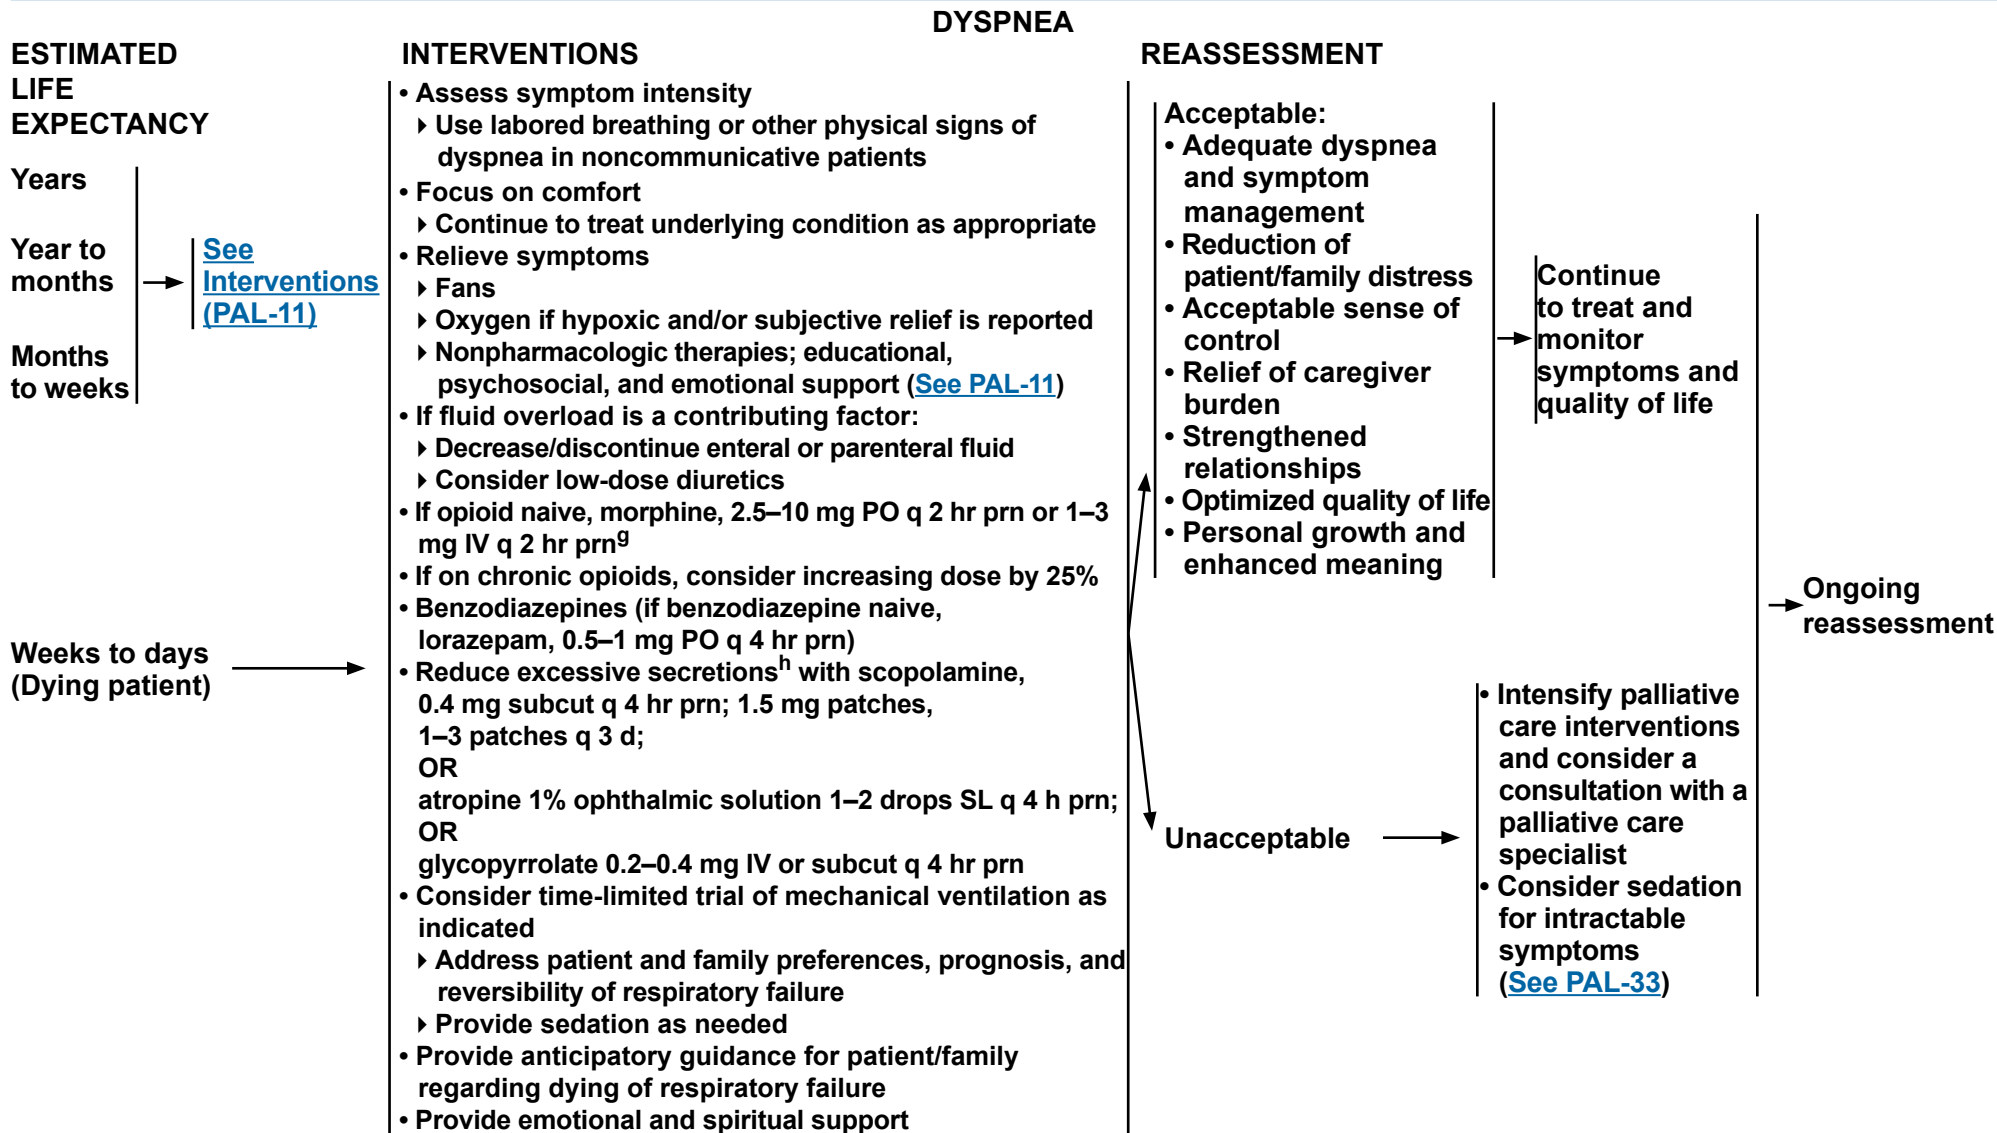 DYSPNEA
ESTIMATED
LIFE
EXPECTANCY
Years
Year to
months
Months
to weeks
See
Interventions
(PAL-11)
Weeks to days
(Dying patient)
INTERVENTIONS
• Assess symptom intensity
▸ Use labored breathing or other physical signs of
dyspnea in noncommunicative patients
• Focus on comfort
▸ Continue to treat underlying condition as appropriate
• Relieve symptoms
▸ Fans
▸ Oxygen if hypoxic and/or subjective relief is reported
▸ Nonpharmacologic therapies; educational,
psychosocial, and emotional support (See PAL-11)
• If fluid overload is a contributing factor:
▸ Decrease/discontinue enteral or parenteral fluid
▸ Consider low-dose diuretics
• If opioid naive, morphine, 2.5–10 mg PO q 2 hr prn or 1–3
mg IV q 2 hr prng
• If on chronic opioids, consider increasing dose by 25%
• Benzodiazepines (if benzodiazepine naive,
lorazepam, 0.5–1 mg PO q 4 hr prn)
• Reduce excessive secretionsh with scopolamine,
0.4 mg subcut q 4 hr prn; 1.5 mg patches,
1–3 patches q 3 d;
OR
atropine 1% ophthalmic solution 1–2 drops SL q 4 h prn;
OR
glycopyrrolate 0.2–0.4 mg IV or subcut q 4 hr prn
• Consider time-limited trial of mechanical ventilation as
indicated
▸ Address patient and family preferences, prognosis, and
reversibility of respiratory failure
▸ Provide sedation as needed
• Provide anticipatory guidance for patient/family
regarding dying of respiratory failure
• Provide emotional and spiritual support
REASSESSMENT
Acceptable:
• Adequate dyspnea
and symptom
management
• Reduction of
patient/family distress
• Acceptable sense of
control
• Relief of caregiver
burden
• Strengthened
relationships
• Optimized quality of life
• Personal growth and
enhanced meaning
Continue
to treat and
monitor
symptoms and
quality of life
Unacceptable
• Intensify palliative
care interventions
and consider a
consultation with a
palliative care
specialist
• Consider sedation
for intractable
symptoms
(See PAL-33)
Ongoing
reassessment